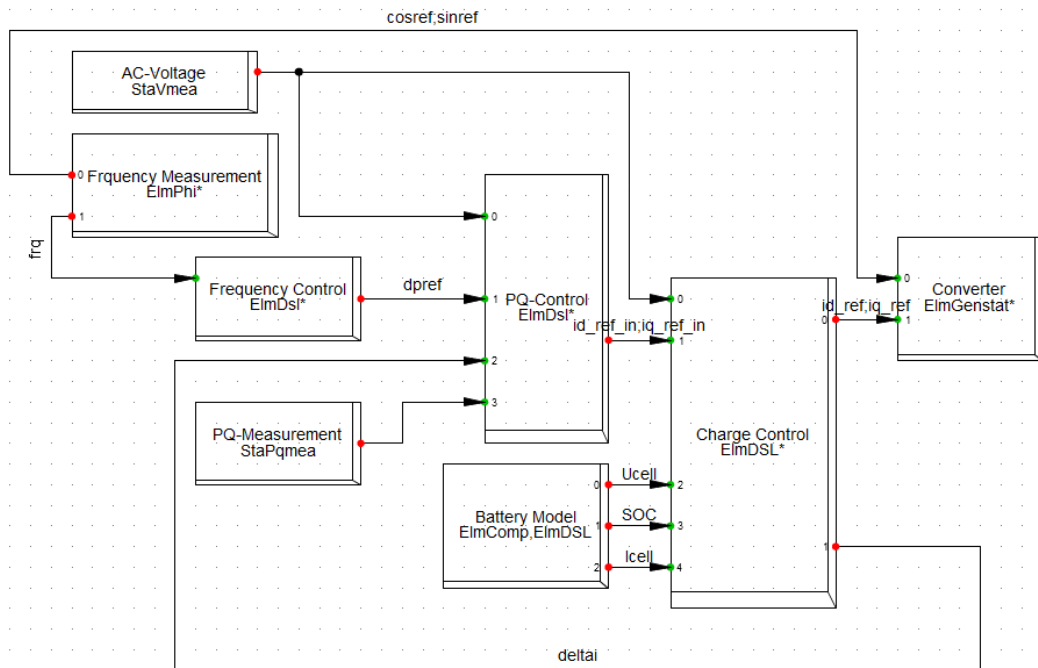 cosref;sinref
AC-Voltage
StaVmea
0
Frquency Measurement
ElmPhi*
1
frq
0
Frequency Control
ElmDsl*
dpref
1
PQ-Control
ElmDsl*
0
Converter
ElmGenstat*
0
id_ref;iq_ref
0
1
id_ref_in;iq_ref_in
1
2
3
PQ-Measurement
StaPqmea
Charge Control
ElmDSL*
Battery Model
ElmComp,ElmDSL
0
Ucell
2
1
SOC
3
2
Icell
4
1
deltai